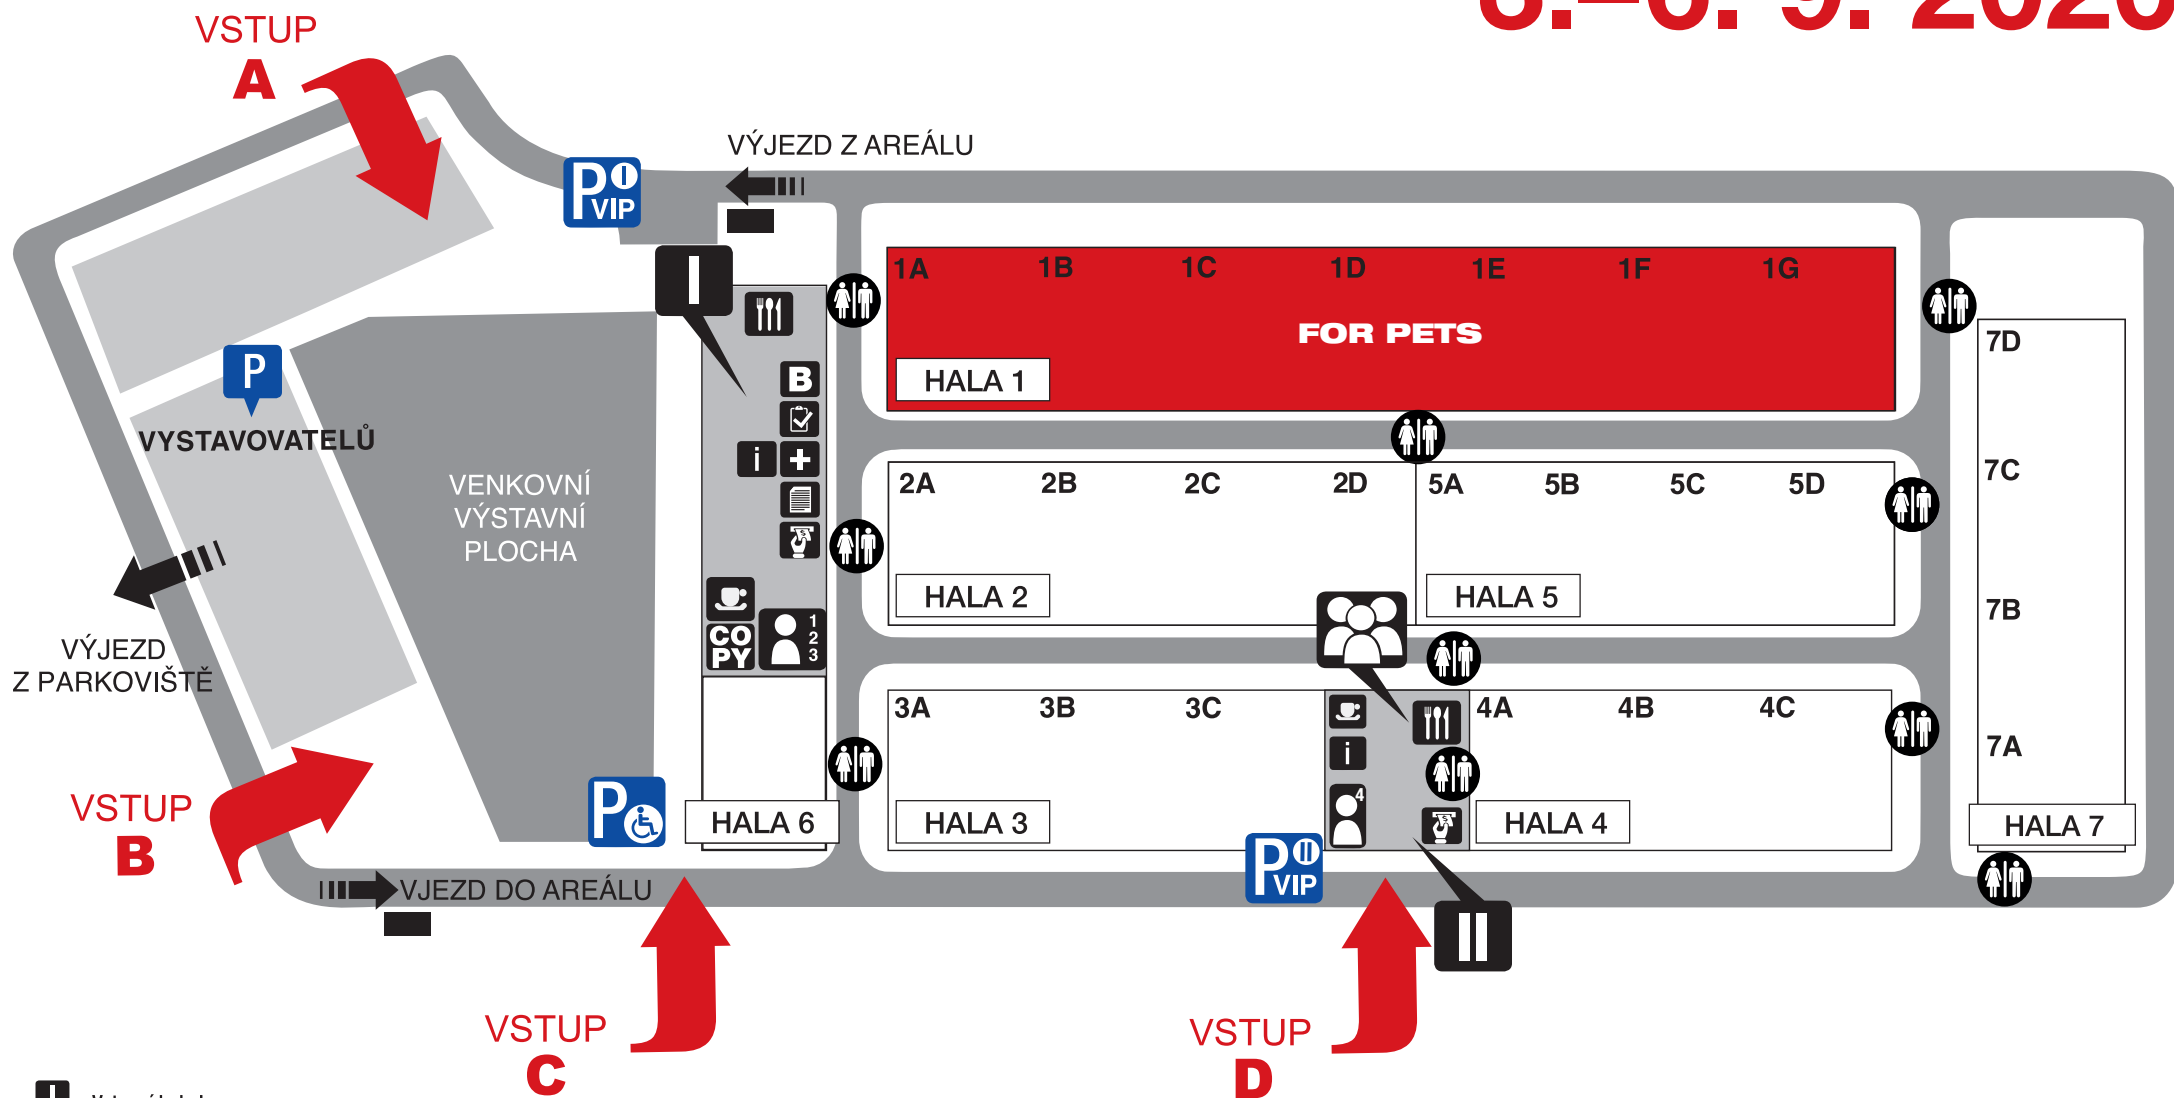 VSTUP
A
VÝJEZD Z AREÁLU
P VIP
I
1A 1B 1C 1D 1E 1F 1G
FOR PETS
HALA 1
7D
P
VYSTAVOVATELŮ
B
i
VENKOVNÍ
VÝSTAVNÍ
PLOCHA
2A 2B 2C 2D 5A 5B 5C 5D
7C
HALA 2
HALA 5
CO
PY
1
2
3
7B
VÝJEZD
Z PARKOVIŠTĚ
3A 3B 3C 4A 4B 4C
i
4
7A
VSTUP
B
P
HALA 6
HALA 3
HALA 4
HALA 7
P II VIP
VJEZD DO AREÁLU
II
VSTUP
C
VSTUP
D
I